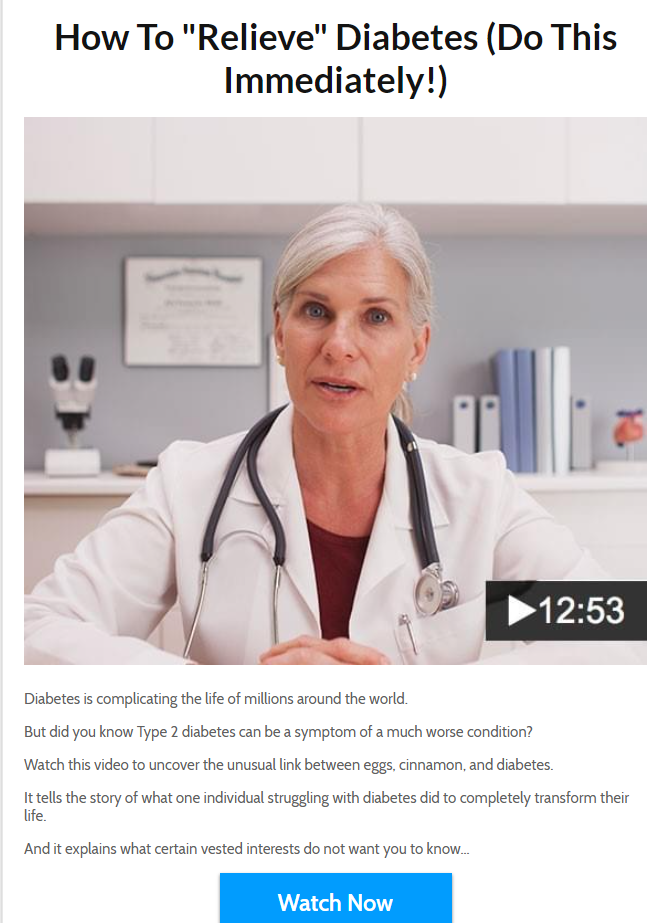 How To "Relieve" Diabetes (Do This
Immediately!)
12:53
Diabetes is complicating the life of millions around the world.
But did you know Type 2 diabetes can be a symptom of a much worse condition?
Watch this video to uncover the unusual link between eggs, cinnamon, and diabetes.
It tells the story of what one individual struggling with diabetes did to completely transform their
life.
And it explains what certain vested interests do not want you to know...
Watch Now